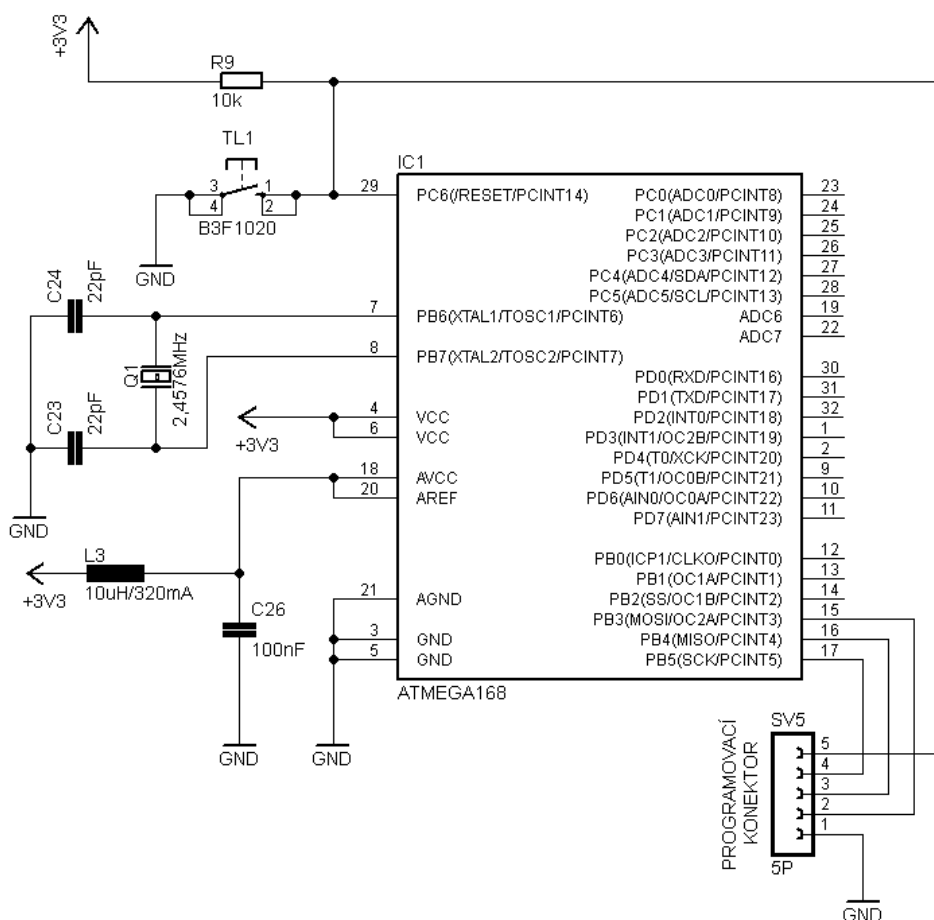 +3V3
R9
10k
TL1
3
1
4
2
B3F1020
GND
C24
22pF
C23
22pF
Q1
2,4576MHz
GND
+3V3
L3
10uH/320mA
+3V3
C26
100nF
GND
GND
IC1
29
PC6(/RESET/PCINT14)
7
PB6(XTAL1/TOSC1/PCINT6)
8
PB7(XTAL2/TOSC2/PCINT7)
4
VCC
6
VCC
18
AVCC
20
AREF
21
AGND
3
GND
5
GND
PC0(ADC0/PCINT8)
23
PC1(ADC1/PCINT9)
24
PC2(ADC2/PCINT10)
25
PC3(ADC3/PCINT11)
26
PC4(ADC4/SDA/PCINT12)
27
PC5(ADC5/SCL/PCINT13)
28
ADC6
19
ADC7
22
PD0(RXD/PCINT16)
30
PD1(TXD/PCINT17)
31
PD2(INT0/PCINT18)
32
PD3(INT1/OC2B/PCINT19)
1
PD4(T0/XCK/PCINT20)
2
PD5(T1/OC0B/PCINT21)
9
PD6(AIN0/OC0A/PCINT22)
10
PD7(AIN1/PCINT23)
11
PB0(ICP1/CLKO/PCINT0)
12
PB1(OC1A/PCINT1)
13
PB2(SS/OC1B/PCINT2)
14
PB3(MOSI/OC2A/PCINT3)
15
PB4(MISO/PCINT4)
16
PB5(SCK/PCINT5)
17
ATMEGA168
SV5
PROGRAMOVACÍ
KONEKTOR
5
4
3
2
1
5P
GND